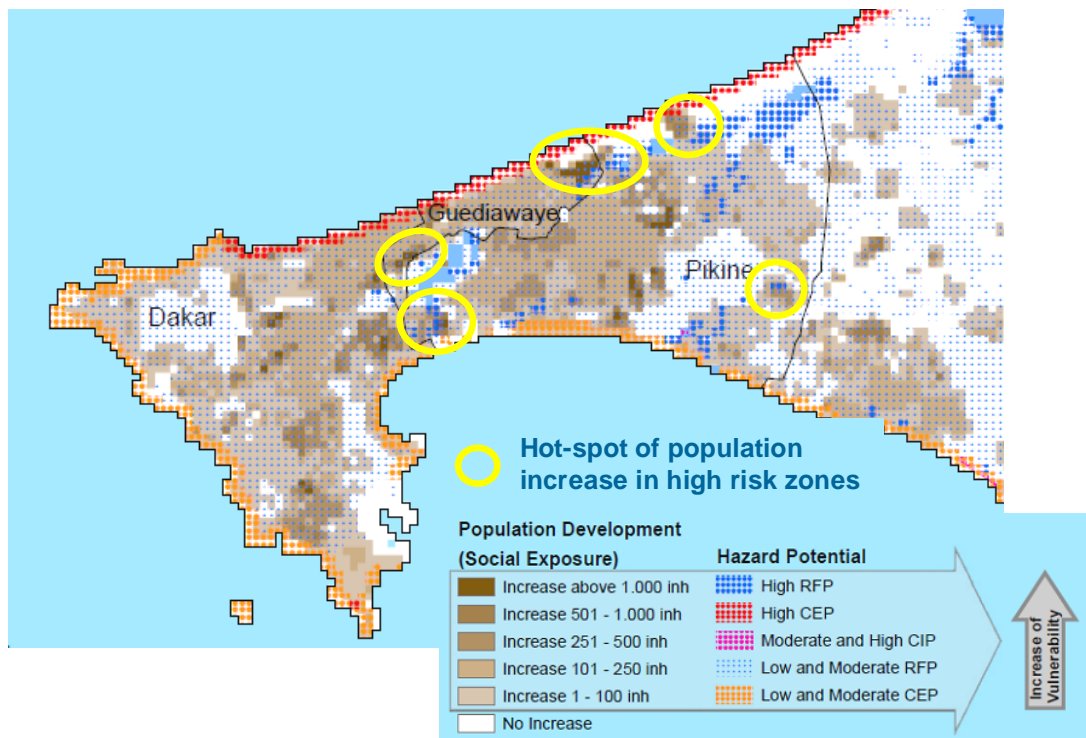 Guediawaye
Pikine
Dakar
Hot-spot of population
increase in high risk zones
Population Development
(Social Exposure)
Hazard Potential
Increase above 1.000 inh
High RFP
Increase 501 - 1.000 inh
High CEP
Increase 251 - 500 inh
Moderate and High CIP
Increase 101 - 250 inh
Low and Moderate RFP
Increase 1 - 100 inh
Low and Moderate CEP
No Increase
Increase of
Vulnerability